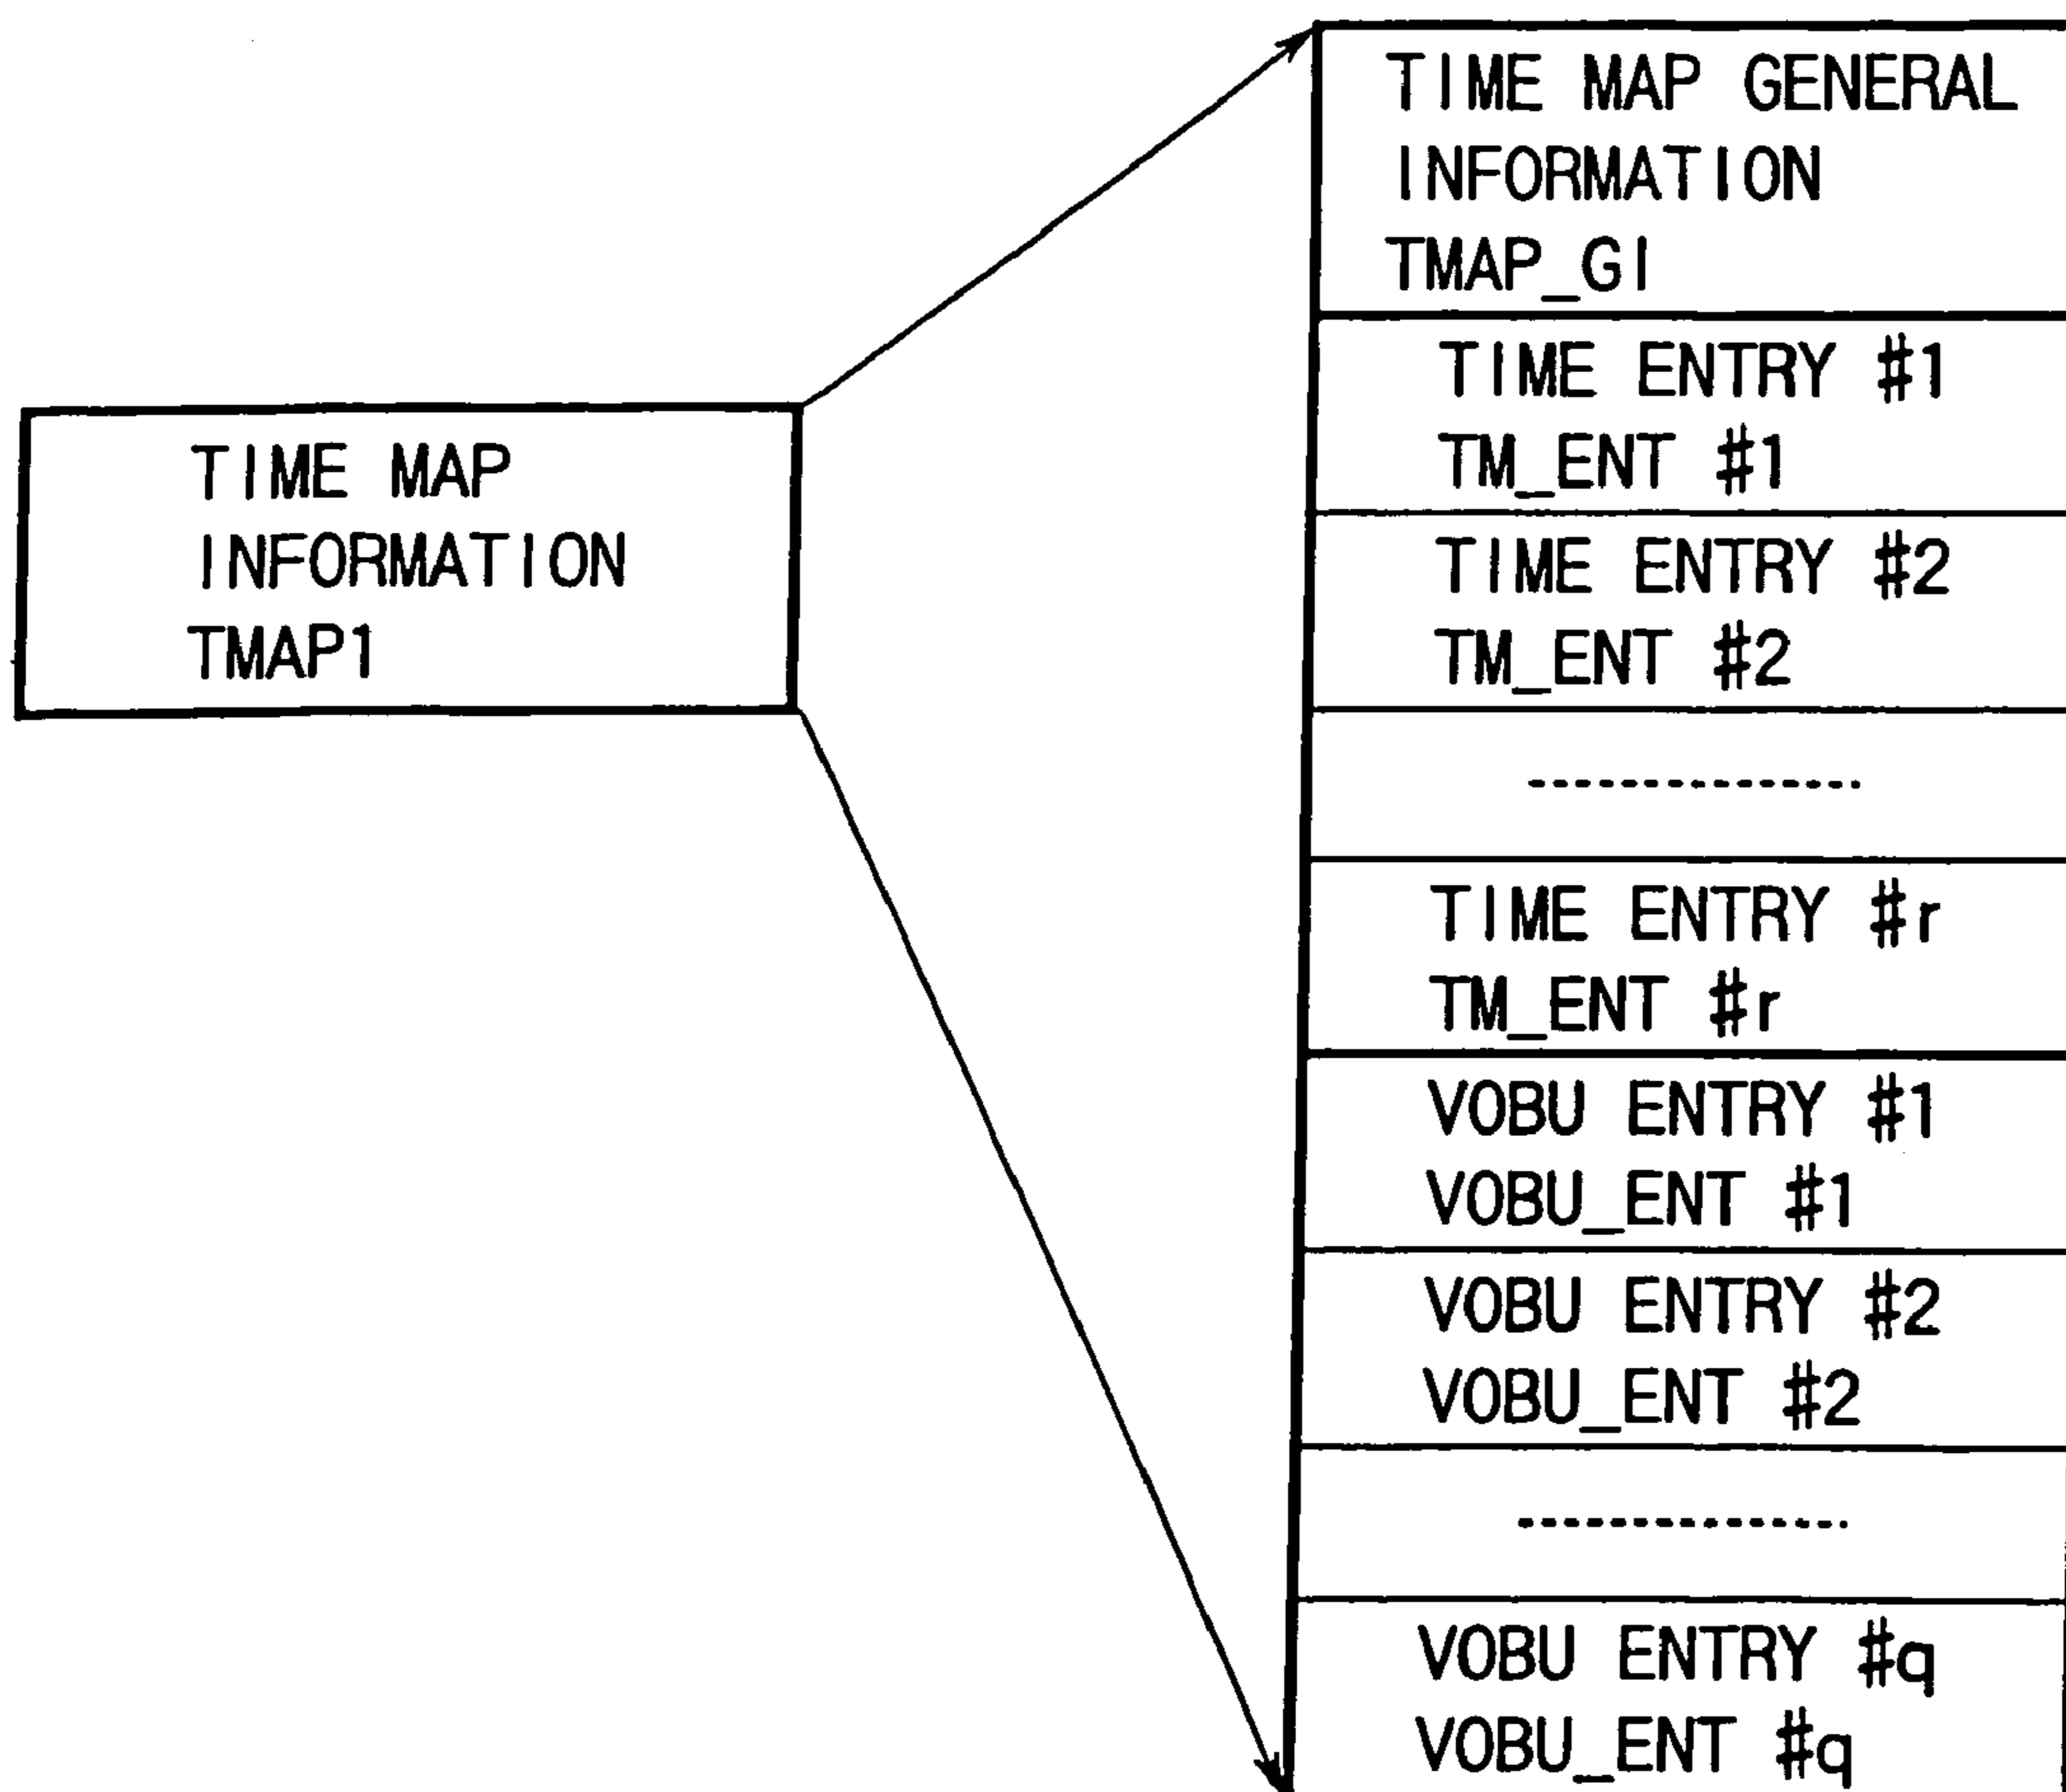 TIME MAP
INFORMATION
TMAP1
TIME MAP GENERAL
INFORMATION
TMAP_GI
TIME ENTRY #1
TM_ENT #1
TIME ENTRY #2
TM_ENT #2
TIME ENTRY #r
TM_ENT #r
VOBU ENTRY #1
VOBU_ENT #1
VOBU ENTRY #2
VOBU_ENT #2
VOBU ENTRY #q
VOBU_ENT #q